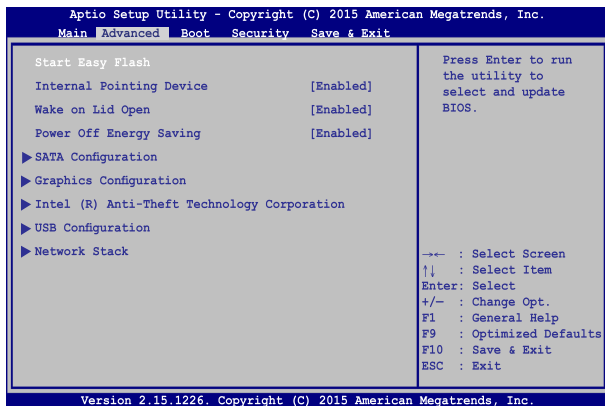 Aptio Setup Utility - Copyright (C) 2015 American Megatrends, Inc.
Main Advanced Boot Security Save & Exit
Start Easy Flash
Internal Pointing Device [Enabled]
Wake on Lid Open [Enabled]
Power Off Energy Saving [Enabled]
SATA Configuration
Graphics Configuration
Intel (R) Anti-Theft Technology Corporation
USB Configuration
Network Stack
Press Enter to run
the utility to
select and update
BIOS.
→← : Select Screen
↑↓ : Select Item
Enter: Select
+/— : Change Opt.
F1 : General Help
F9 : Optimized Defaults
F10 : Save & Exit
ESC : Exit
Version 2.15.1226. Copyright (C) 2015 American Megatrends, Inc.